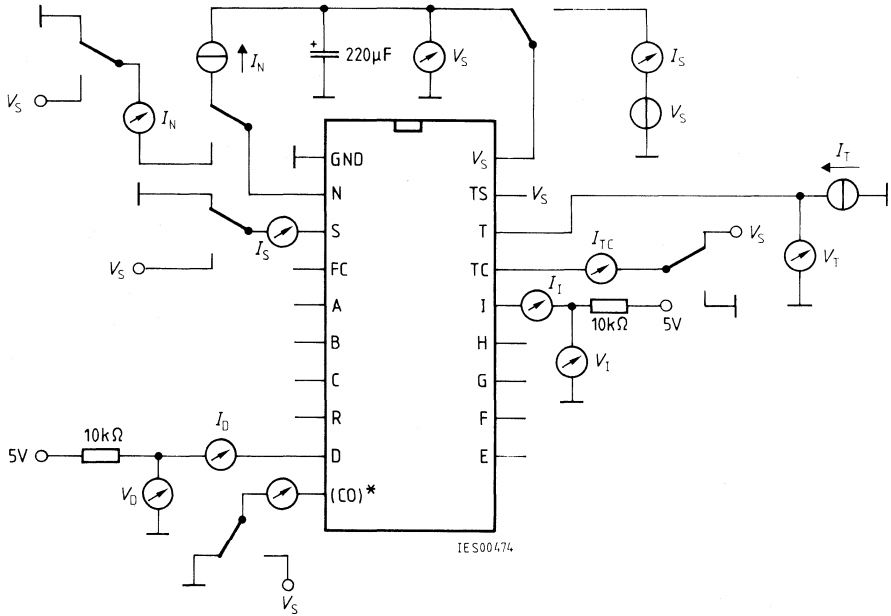 I_N
+
220µF
V_S
I_S
V_S
V_S
I_N
GND
N
S
FC
A
B
C
R
D
(CO)*
V_S
TS
T
TC
I
H
G
F
E
V_S
I_T
V_T
I_TC
V_S
I_I
10kΩ
5V
V_I
I_S
V_S
5V
10kΩ
I_D
V_D
V_S
IES00474